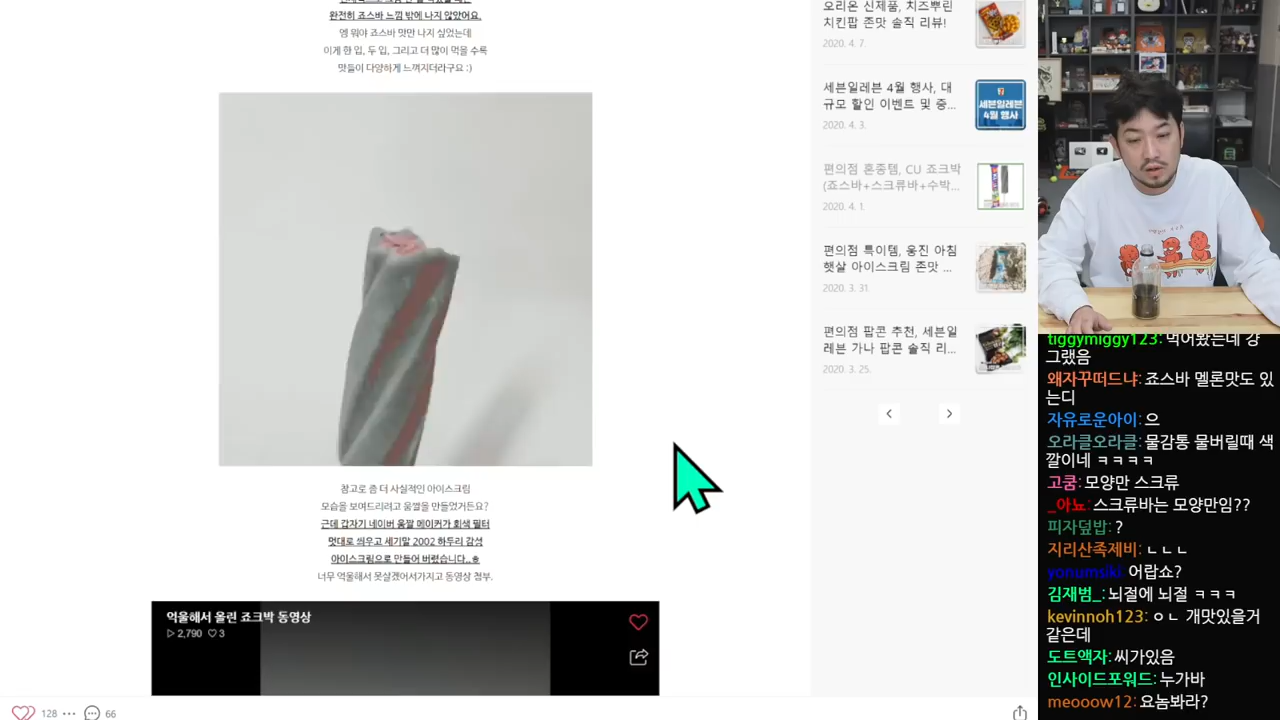 완전히 죠스바 느낌 밖에 나지 않았어요.
엥 뭐야 죠스바 맛만 나지 싶었는데
이게 한 입, 두 입, 그리고 더 많이 먹을 수록
맛들이 다양하게 느껴지더라구요 :)
참고로 좀 더 사실적인 아이스크림
모습을 보여드리려고 움짤을 만들었거든요?
근데 갑자기 네이버 움짤 메이커가 회색 필터
멋대로 씌우고 세기말 2002 하두리 감성
아이스크림으로 만들어 버렸습니다..ㅎ
너무 억울해서 못살겠어서가지고 동영상 첨부.
억울해서 올린 죠크박 동영상
2,790 3
128
66
오리온 신제품, 치즈뿌린
치킨팝 존맛 솔직 리뷰!
2020. 4. 7.
세븐일레븐 4월 행사, 대
규모 할인 이벤트 및 중...
2020. 4. 3.
세븐일레븐
4월 행사
편의점 혼종템, CU 죠크박
(죠스바+스크류바+수박...
2020. 4. 1.
편의점 특이템, 웅진 아침
햇살 아이스크림 존맛 ...
2020. 3. 31.
편의점 팝콘 추천, 세븐일
레븐 가나 팝콘 솔직 리...
2020. 3. 25.
tiggymiggy123: 먹어봤는데 걍
그랬음
왜자꾸떠드냐: 죠스바 멜론맛도 있
는디
자유로운아이: 으
오라클오라클: 물감통 물버릴때 색
깔이네 ㅋㅋㅋㅋ
고쿰: 모양만 스크류
_아뇨: 스크류바는 모양만임??
피자덮밥: ?
지리산족제비: ㄴㄴㄴ
yonumsiki 어랍쇼?
김재범_: 뇌절에 뇌절 ㅋㅋㅋ
kevinnoh123: ㅇㄴ 개맛있을거
같은데
도트액자: 씨가있음
인사이드포워드: 누가바
meooow12: 요놈봐라?